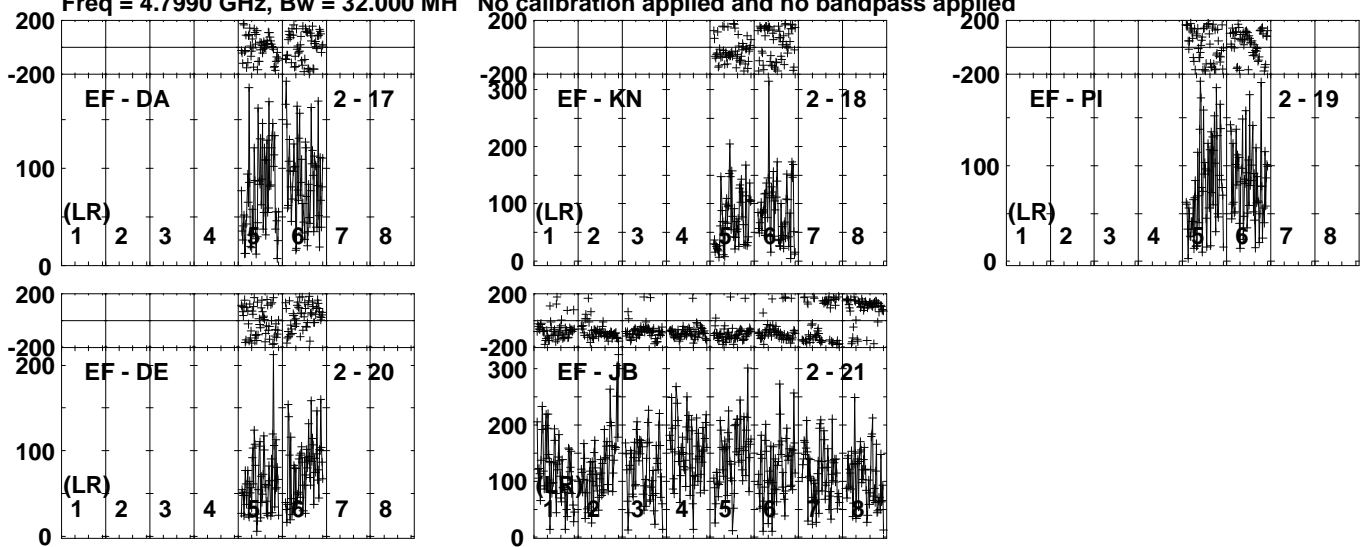 Freq = 4.7990 GHz, Bw = 32.000 MH No calibration applied and no bandpass applied
200
-200
EF - DA 2 - 17
100
(LR)
1 2 3 4 5 6 7 8
0
200
-200
300
EF - KN 2 - 18
200
100
(LR)
1 2 3 4 5 6 7 8
0
200
-200
EF - PI 2 - 19
100
(LR)
1 2 3 4 5 6 7 8
0
200
-200
200
EF - DE 2 - 20
100
(LR)
1 2 3 4 5 6 7 8
0
200
-200
300
EF - JB 2 - 21
200
100
(LR)
1 2 3 4 5 6 7 8
0